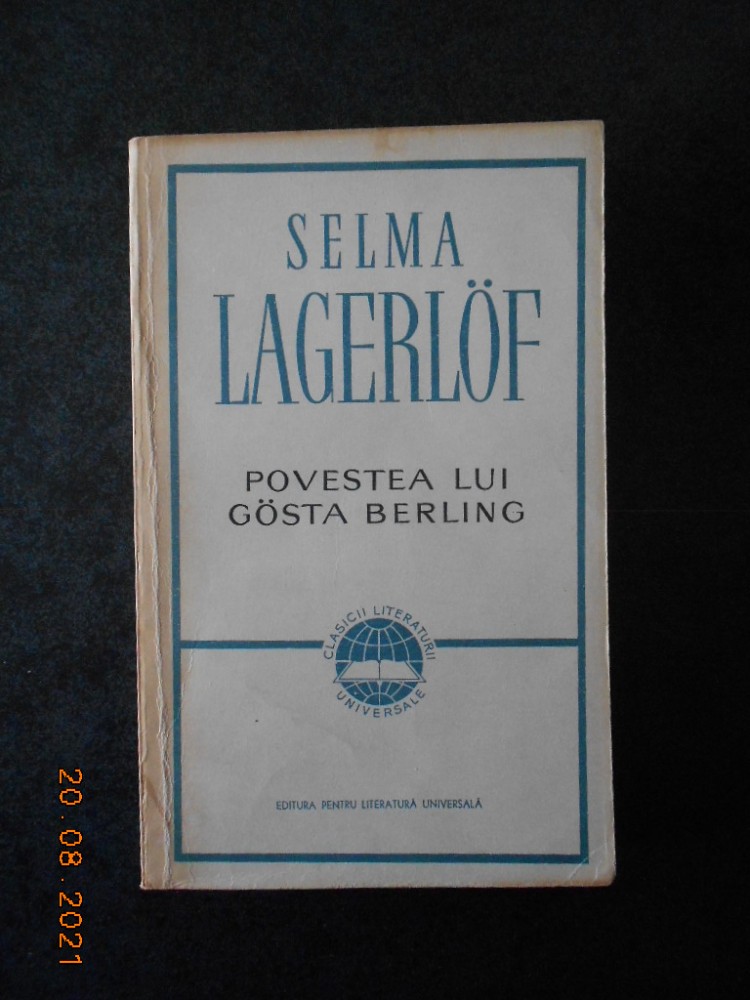 SELMA
LAGERLÖF
POVESTEA LUI
GÖSTA BERLING
CLASICII LITERATURII
UNIVERSALE
EDITURA PENTRU LITERATURĂ UNIVERSALĂ
20.08.2021